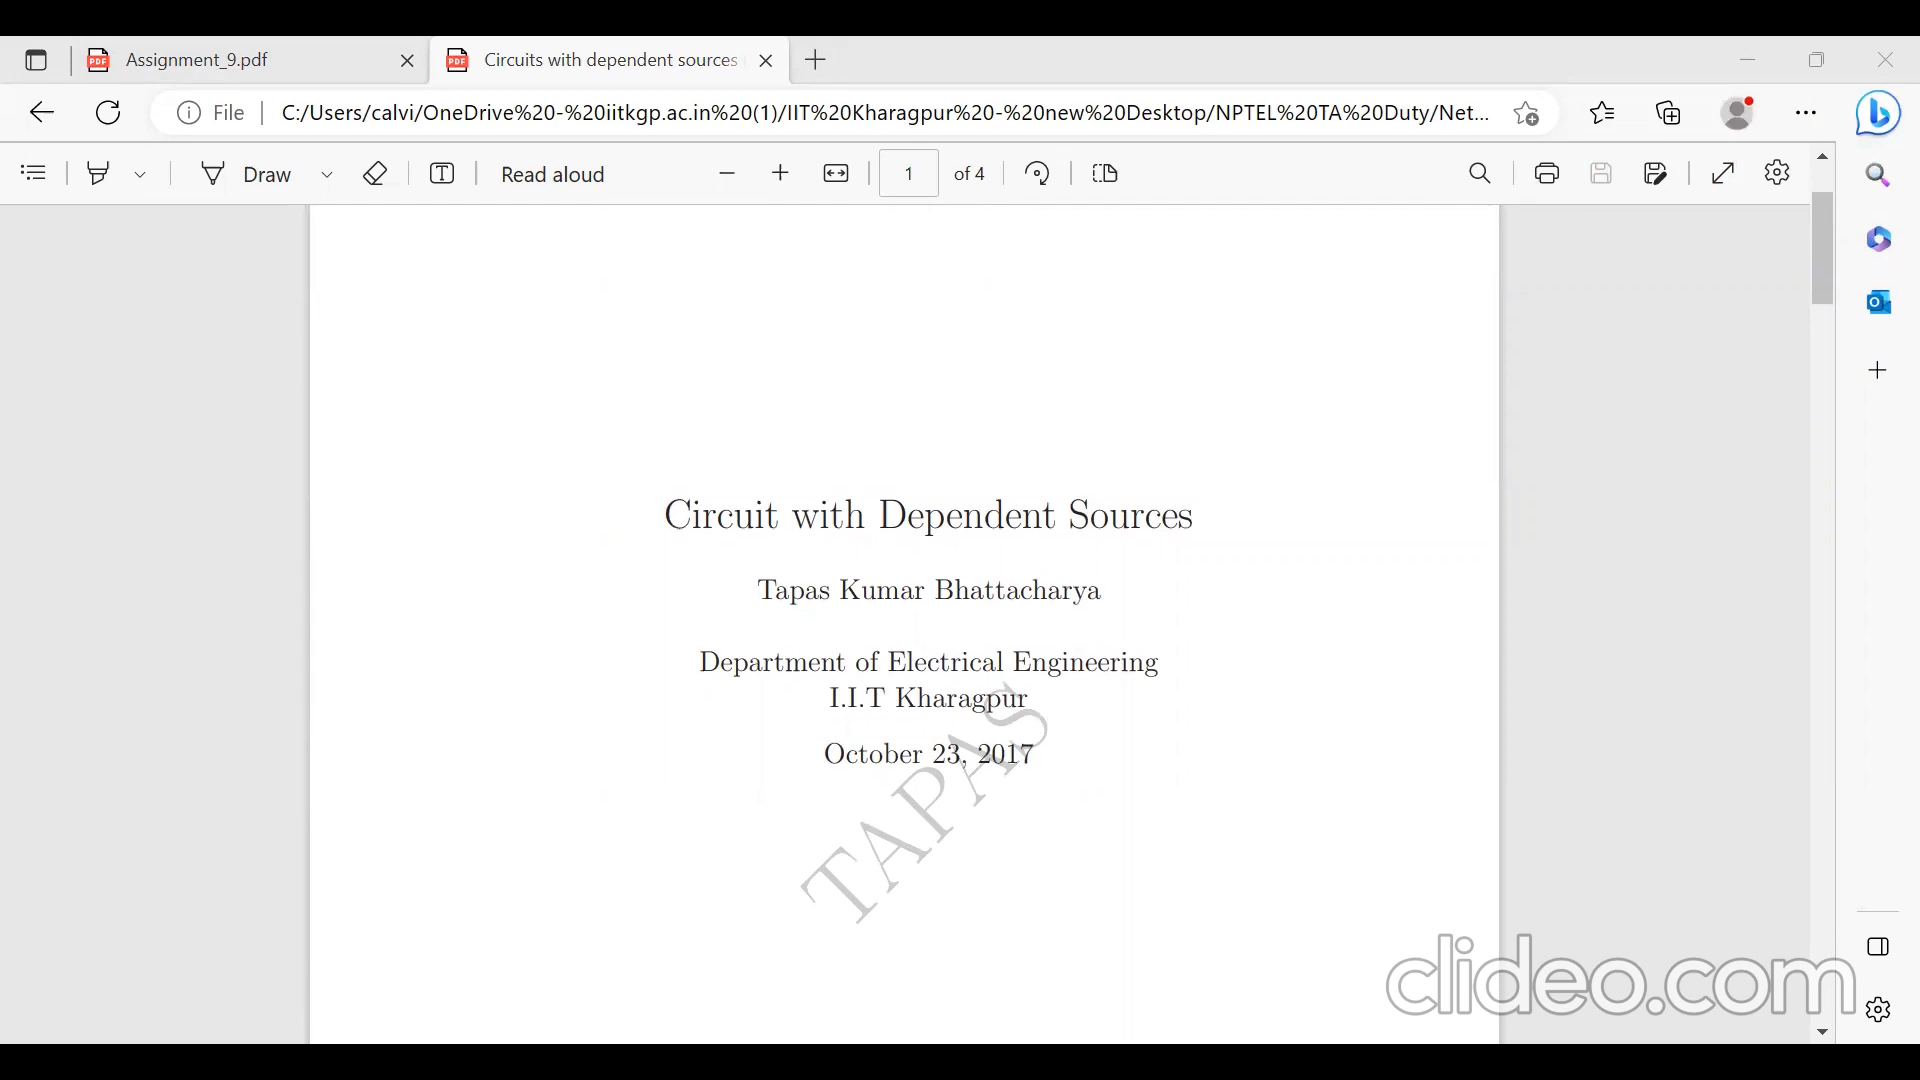 Assignment_9.pdf
Circuits with dependent sources
File
C:/Users/calvi/OneDrive%20-%20iitkgp.ac.in%20(1)/IIT%20Kharagpur%20-%20new%20Desktop/NPTEL%20TA%20Duty/Net...
Draw
Read aloud
1
of 4
Circuit with Dependent Sources
Tapas Kumar Bhattacharya
Department of Electrical Engineering
I.I.T Kharagpur
October 23, 2017
TAPAS
clideo.com